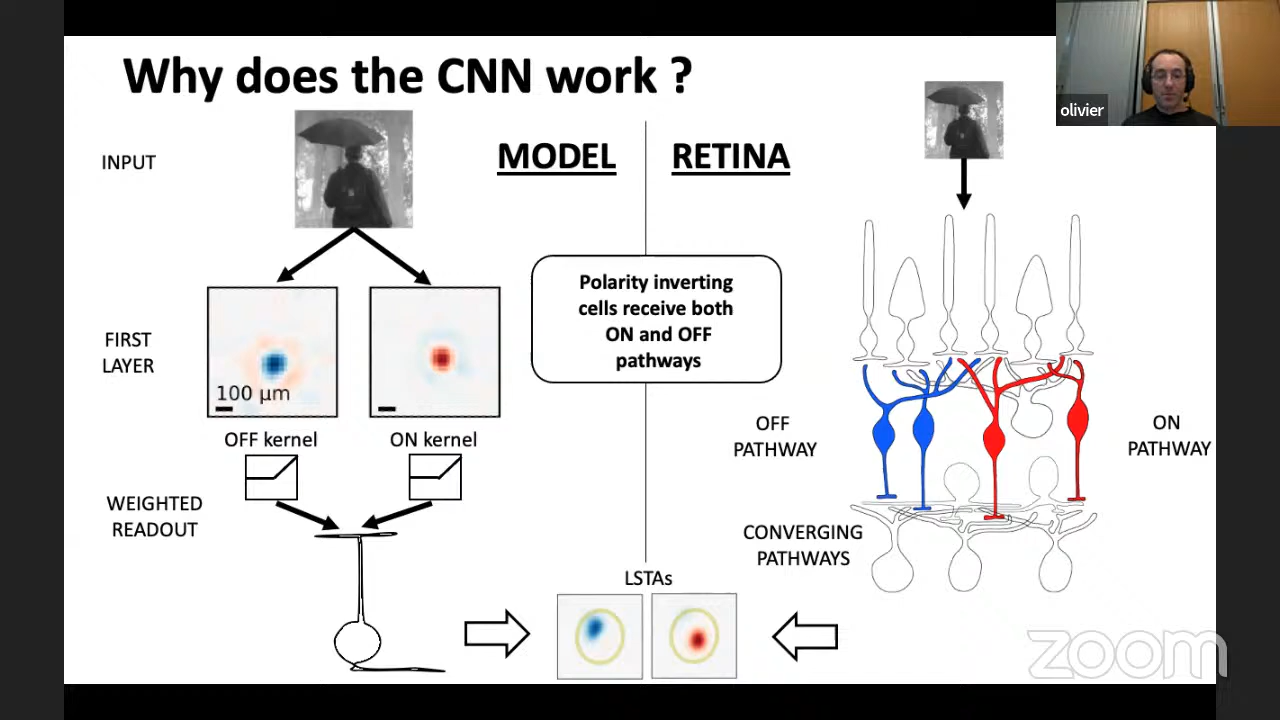 Why does the CNN work ?
olivier
INPUT
MODEL
RETINA
Polarity inverting
cells receive both
ON and OFF
pathways
FIRST
LAYER
100 μm
OFF kernel
ON kernel
OFF
PATHWAY
ON
PATHWAY
WEIGHTED
READOUT
CONVERGING
PATHWAYS
LSTAs
zoom